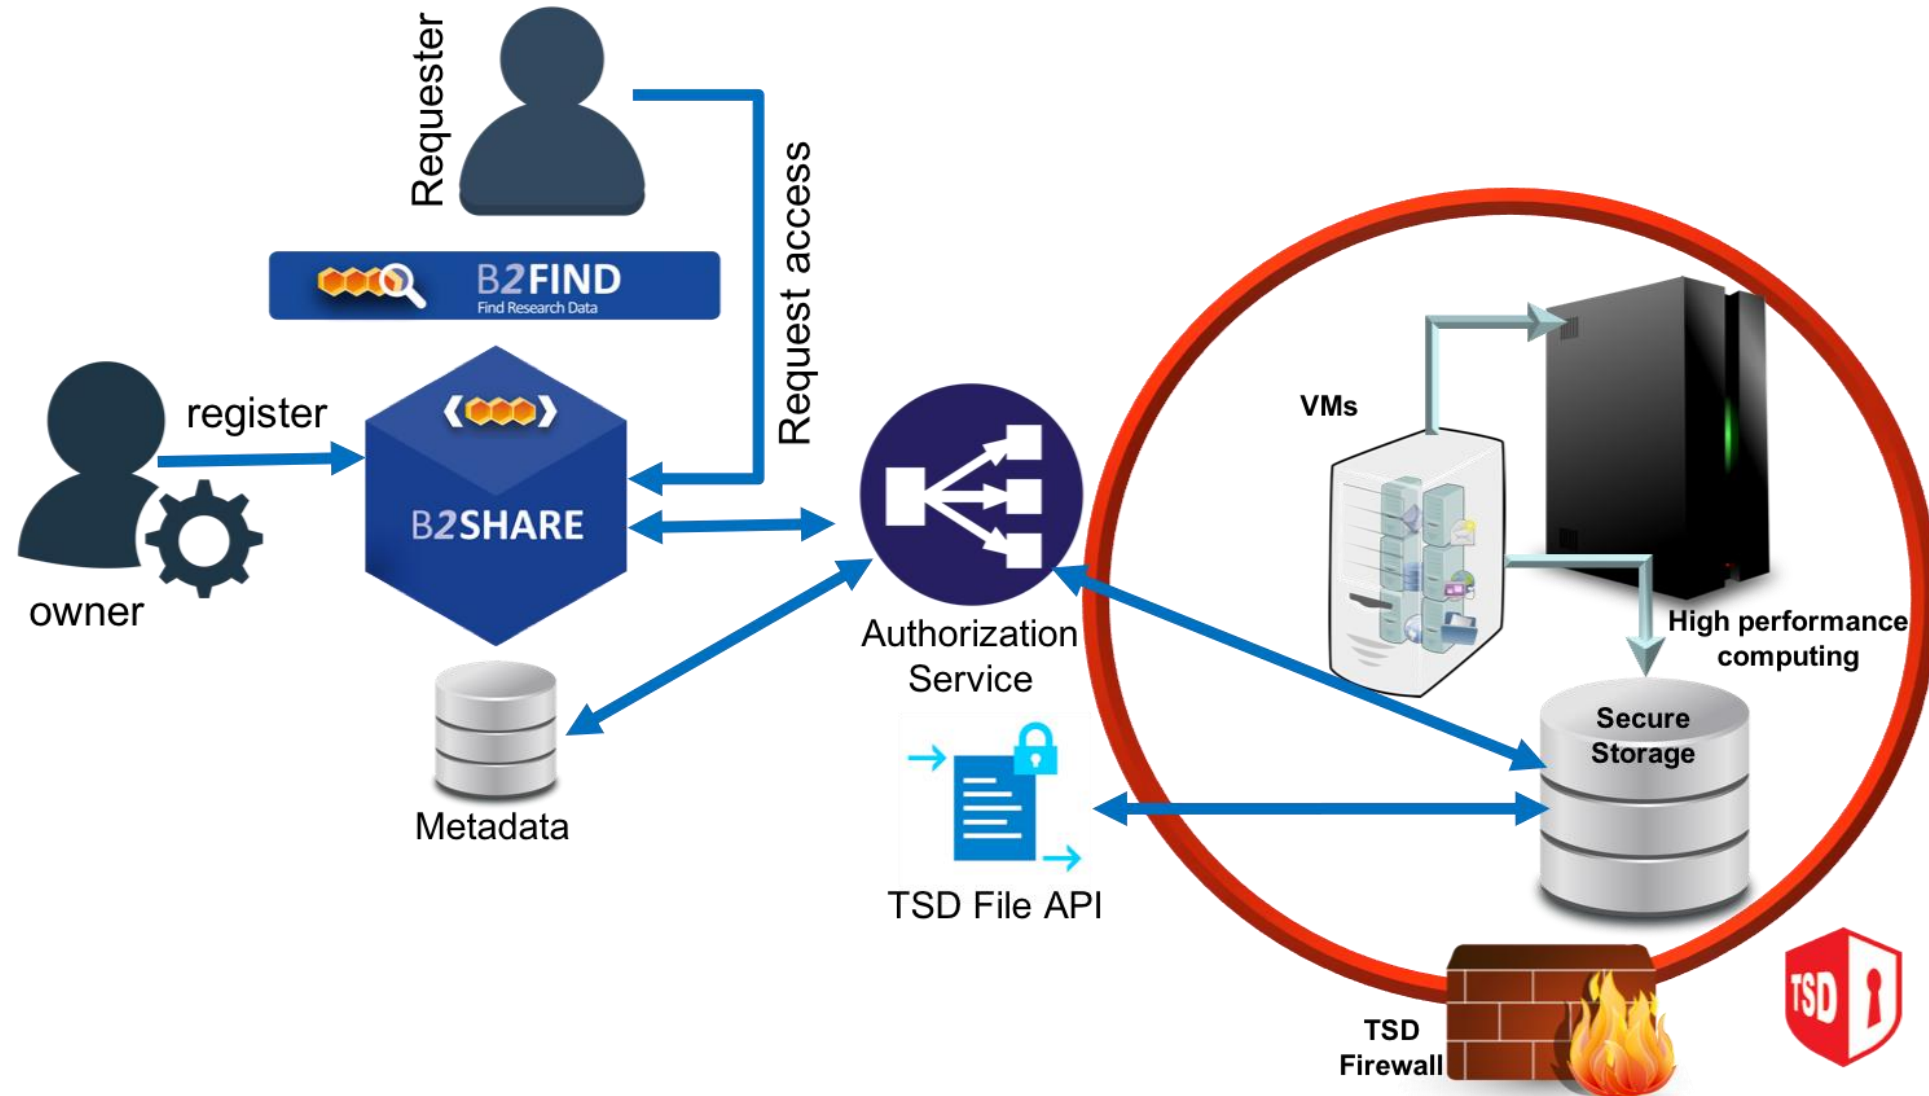 Requester
Request access
B2FIND
Find Research Data
register
owner
B2SHARE
Metadata
Authorization
Service
TSD File API
VMs
High performance
computing
Secure
Storage
TSD
Firewall
TSD